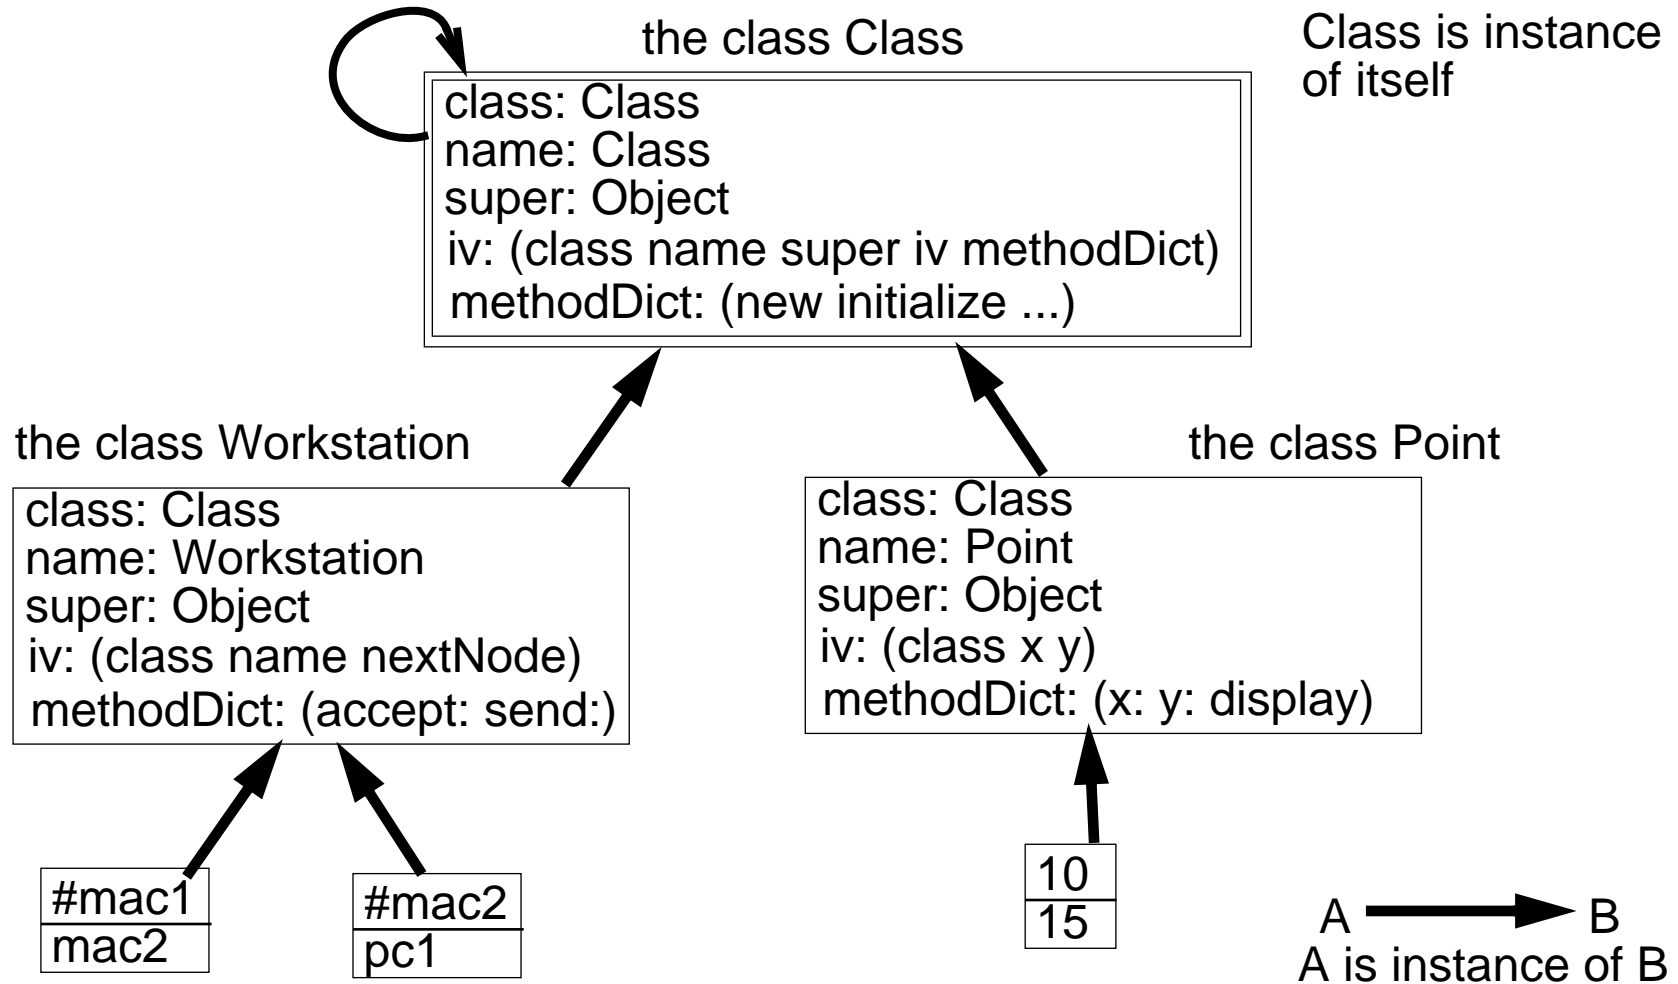 the class Class
Class is instance
of itself
class: Class
name: Class
super: Object
iv: (class name super iv methodDict)
methodDict: (new initialize ...)
the class Workstation
class: Class
name: Workstation
super: Object
iv: (class name nextNode)
methodDict: (accept: send:)
the class Point
class: Class
name: Point
super: Object
iv: (class x y)
methodDict: (x: y: display)
#mac1
mac2
#mac2
pc1
10
15
A B
A is instance of B